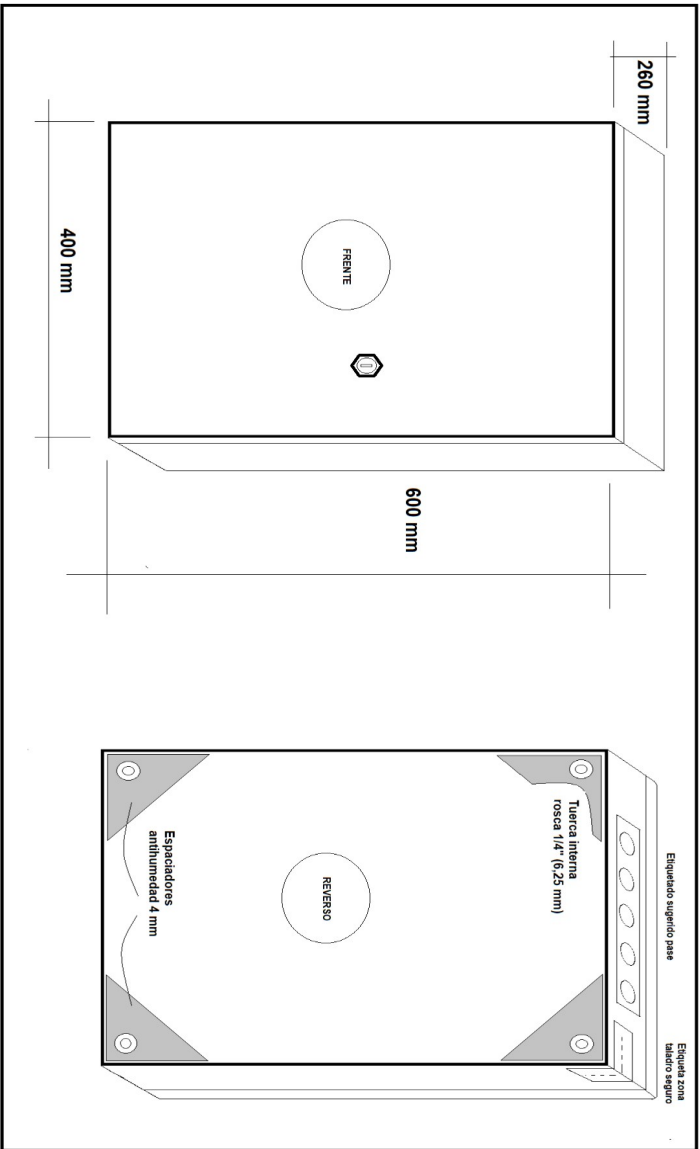 260 mm
FRENTE
600 mm
400 mm
Etiquetado sugerido pase
Etiqueta zona
taladro seguro
Tuerca interna
rosca 1/4" (6,25 mm)
REVERSO
Espaciadores
antihumedad 4 mm